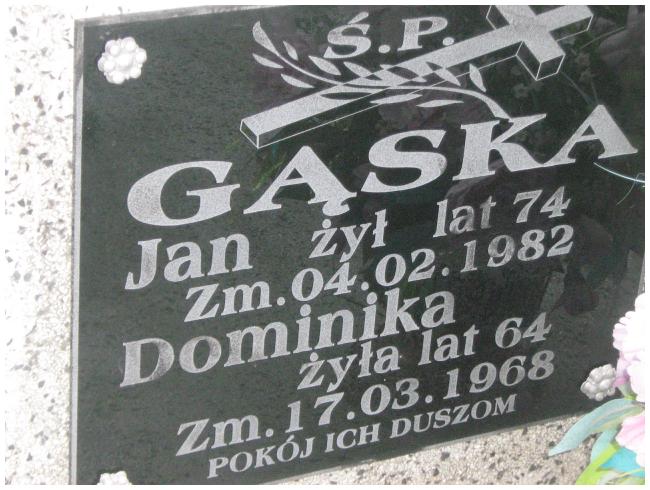 Ś.P.
GĄSKA
Jan żył lat 74
Zm.04.02.1982
Dominika
żyła lat 64
Zm.17.03.1968
POKÓJ ICH DUSZOM